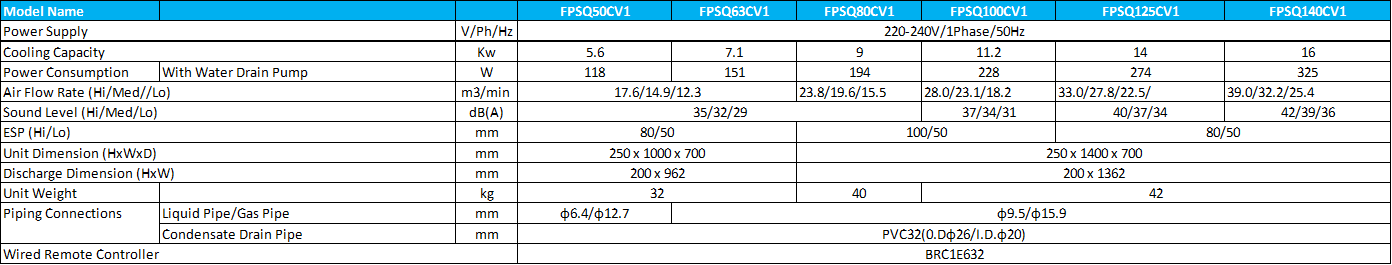 Model Name FPSQ50CV1 FPSQ63CV1 FPSQ80CV1 FPSQ100CV1 FPSQ125CV1 FPSQ140CV1
Power Supply V/Ph/Hz 220-240V/1Phase/50Hz
Cooling Capacity Kw 5.6 7.1 9 11.2 14 16
Power Consumption With Water Drain Pump W 118 151 194 228 274 325
Air Flow Rate (Hi/Med//Lo) m3/min 17.6/14.9/12.3 23.8/19.6/15.5 28.0/23.1/18.2 33.0/27.8/22.5/ 39.0/32.2/25.4
Sound Level (Hi/Med/Lo) dB(A) 35/32/29 37/34/31 40/37/34 42/39/36
ESP (Hi/Lo) mm 80/50 100/50 80/50
Unit Dimension (HxWxD) mm 250 x 1000 x 700 250 x 1400 x 700
Discharge Dimension (HxW) mm 200 x 962 200 x 1362
Unit Weight kg 32 40 42
Piping Connections Liquid Pipe/Gas Pipe mm ф6.4/ф12.7 ф9.5/ф15.9
Condensate Drain Pipe mm PVC32(0.Dф26/I.D.ф20)
Wired Remote Controller BRC1E632